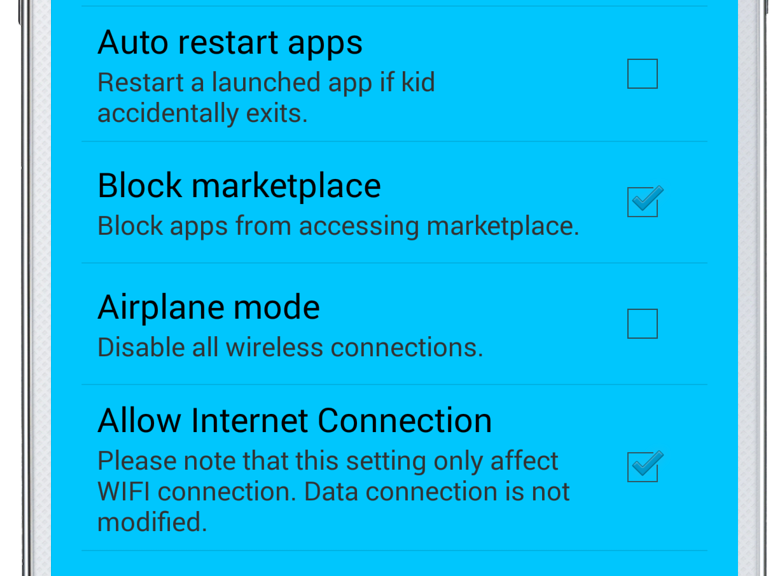 Auto restart apps
Restart a launched app if kid
accidentally exits.
Block marketplace
Block apps from accessing marketplace.
Airplane mode
Disable all wireless connections.
Allow Internet Connection
Please note that this setting only affect
WIFI connection. Data connection is not
modified.